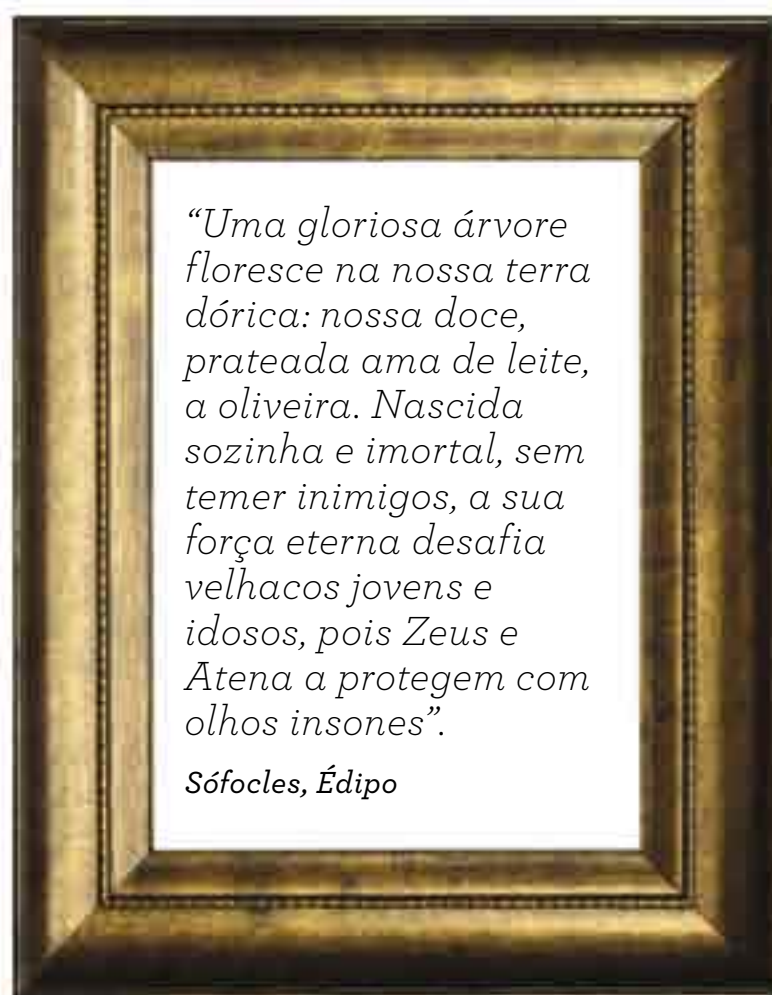 “Uma gloriosa árvore
floresce na nossa terra
dórica: nossa doce,
prateada ama de leite,
a oliveira. Nascida
sozinha e imortal, sem
temer inimigos, a sua
força eterna desafia
velhacos jovens e
idosos, pois Zeus e
Atena a protegem com
olhos insones”.
Sófocles, Édipo